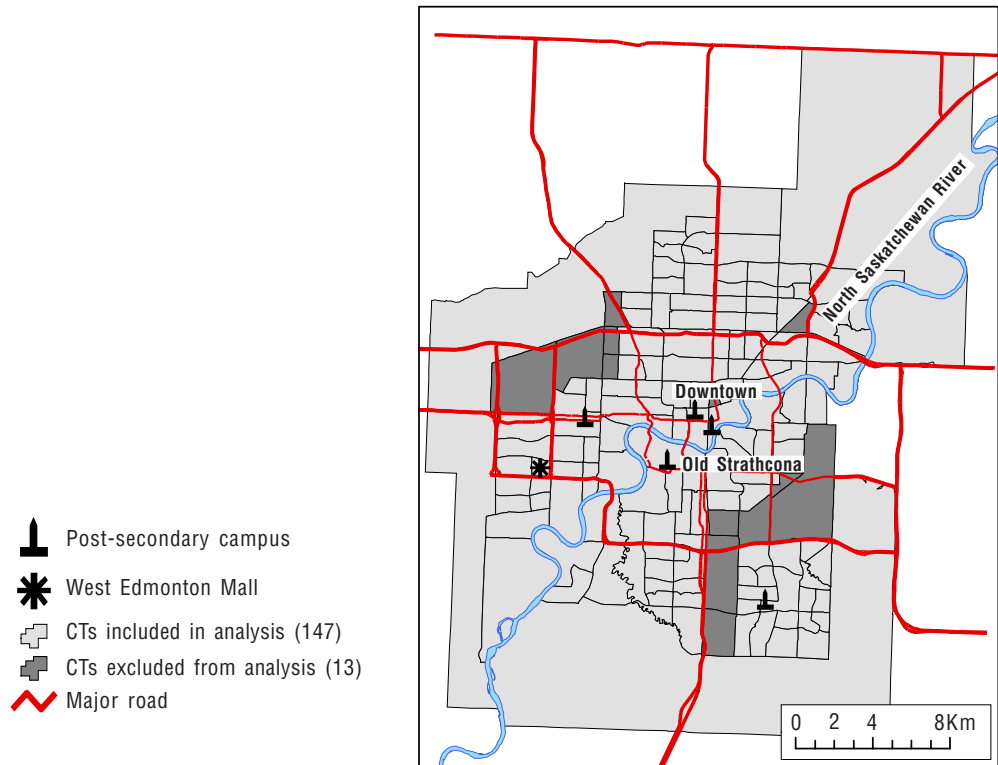 North Saskatchewan River
Downtown
Old Strathcona
Post-secondary campus
West Edmonton Mall
CTs included in analysis (147)
CTs excluded from analysis (13)
Major road
0 2 4 8Km